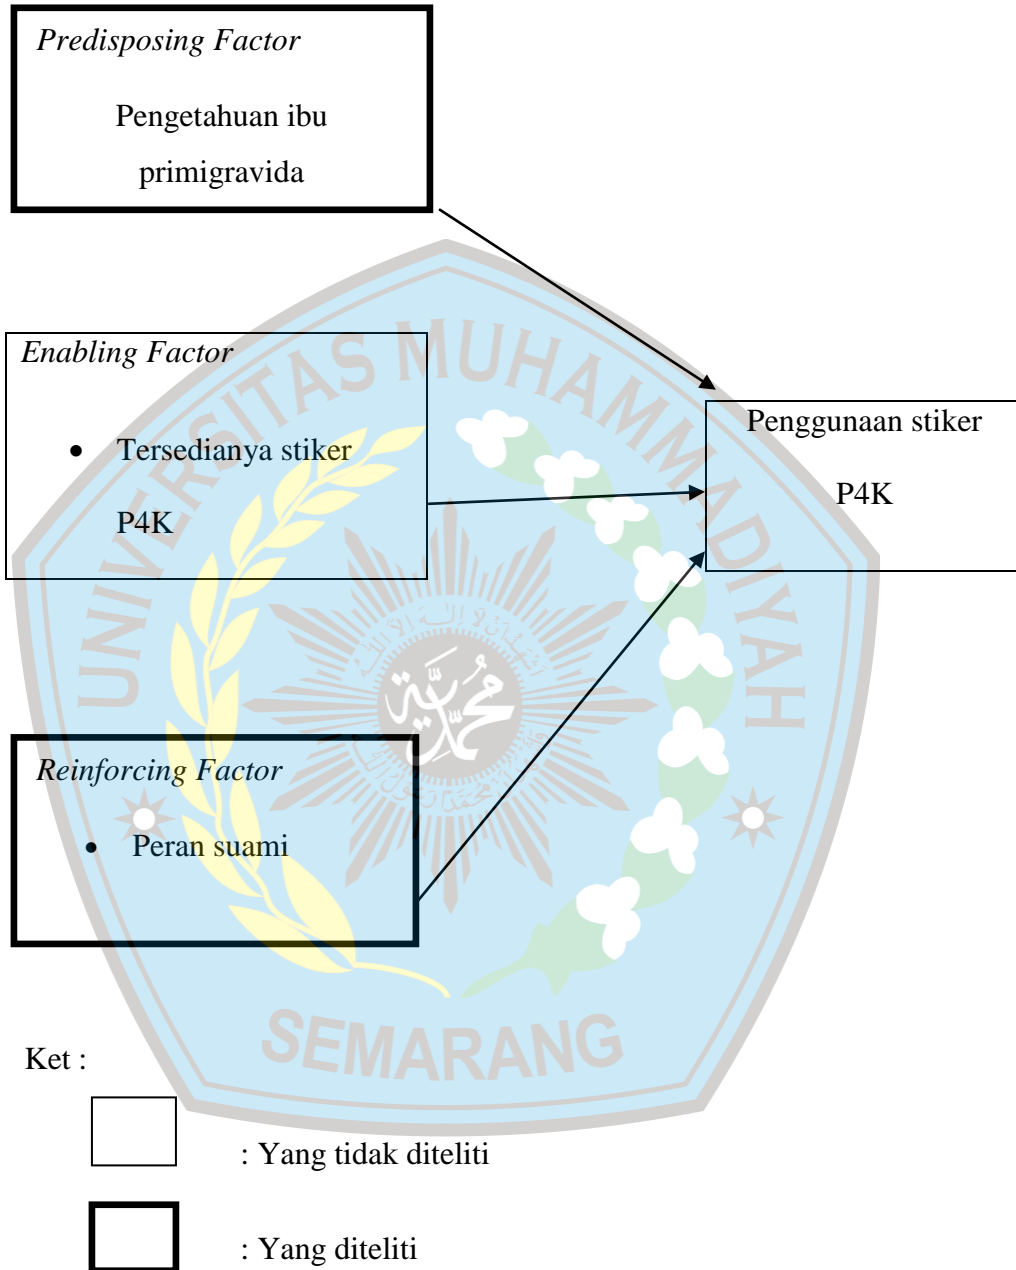 Predisposing Factor
Pengetahuan ibu
primigravida
Enabling Factor
• Tersedianya stiker
P4K
Penggunaan stiker
P4K
Reinforcing Factor
• Peran suami
Ket :
: Yang tidak diteliti
: Yang diteliti
UNIVERSITAS MUHAMMADIYAH
SEMARANG
محمدية